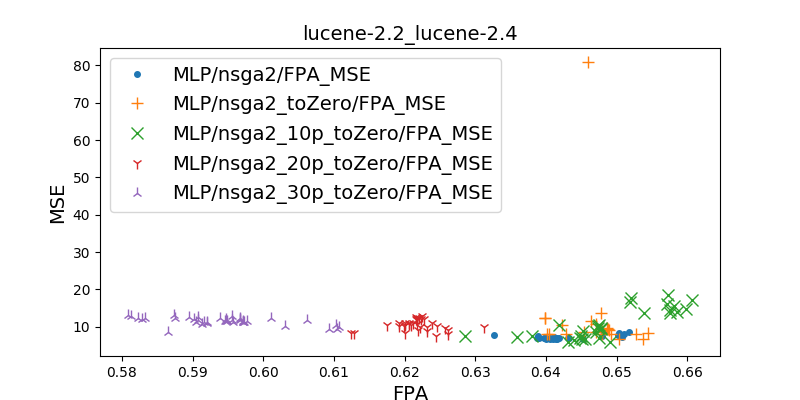 lucene-2.2_lucene-2.4
MLP/nsga2/FPA_MSE
MLP/nsga2_toZero/FPA_MSE
MLP/nsga2_10p_toZero/FPA_MSE
MLP/nsga2_20p_toZero/FPA_MSE
MLP/nsga2_30p_toZero/FPA_MSE
MSE
80
70
60
50
40
30
20
10
0.58 0.59 0.60 0.61 0.62 0.63 0.64 0.65 0.66
FPA